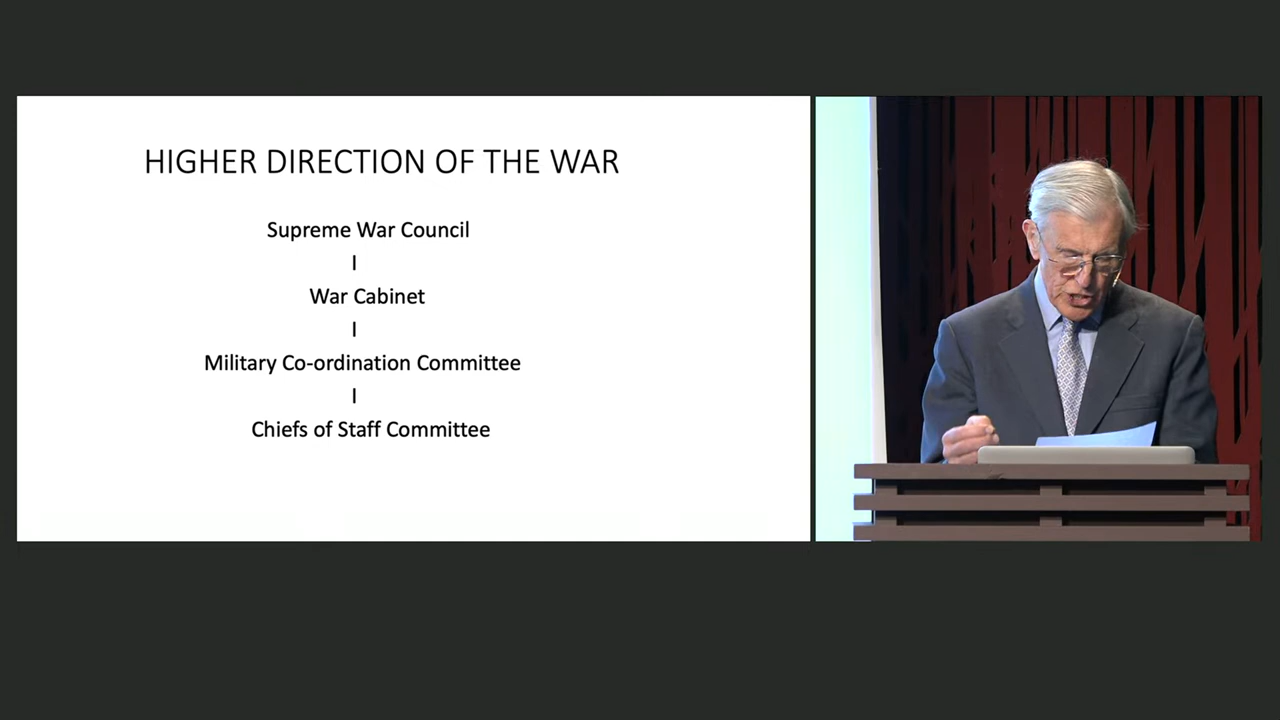 HIGHER DIRECTION OF THE WAR
Supreme War Council
I
War Cabinet
I
Military Co-ordination Committee
I
Chiefs of Staff Committee